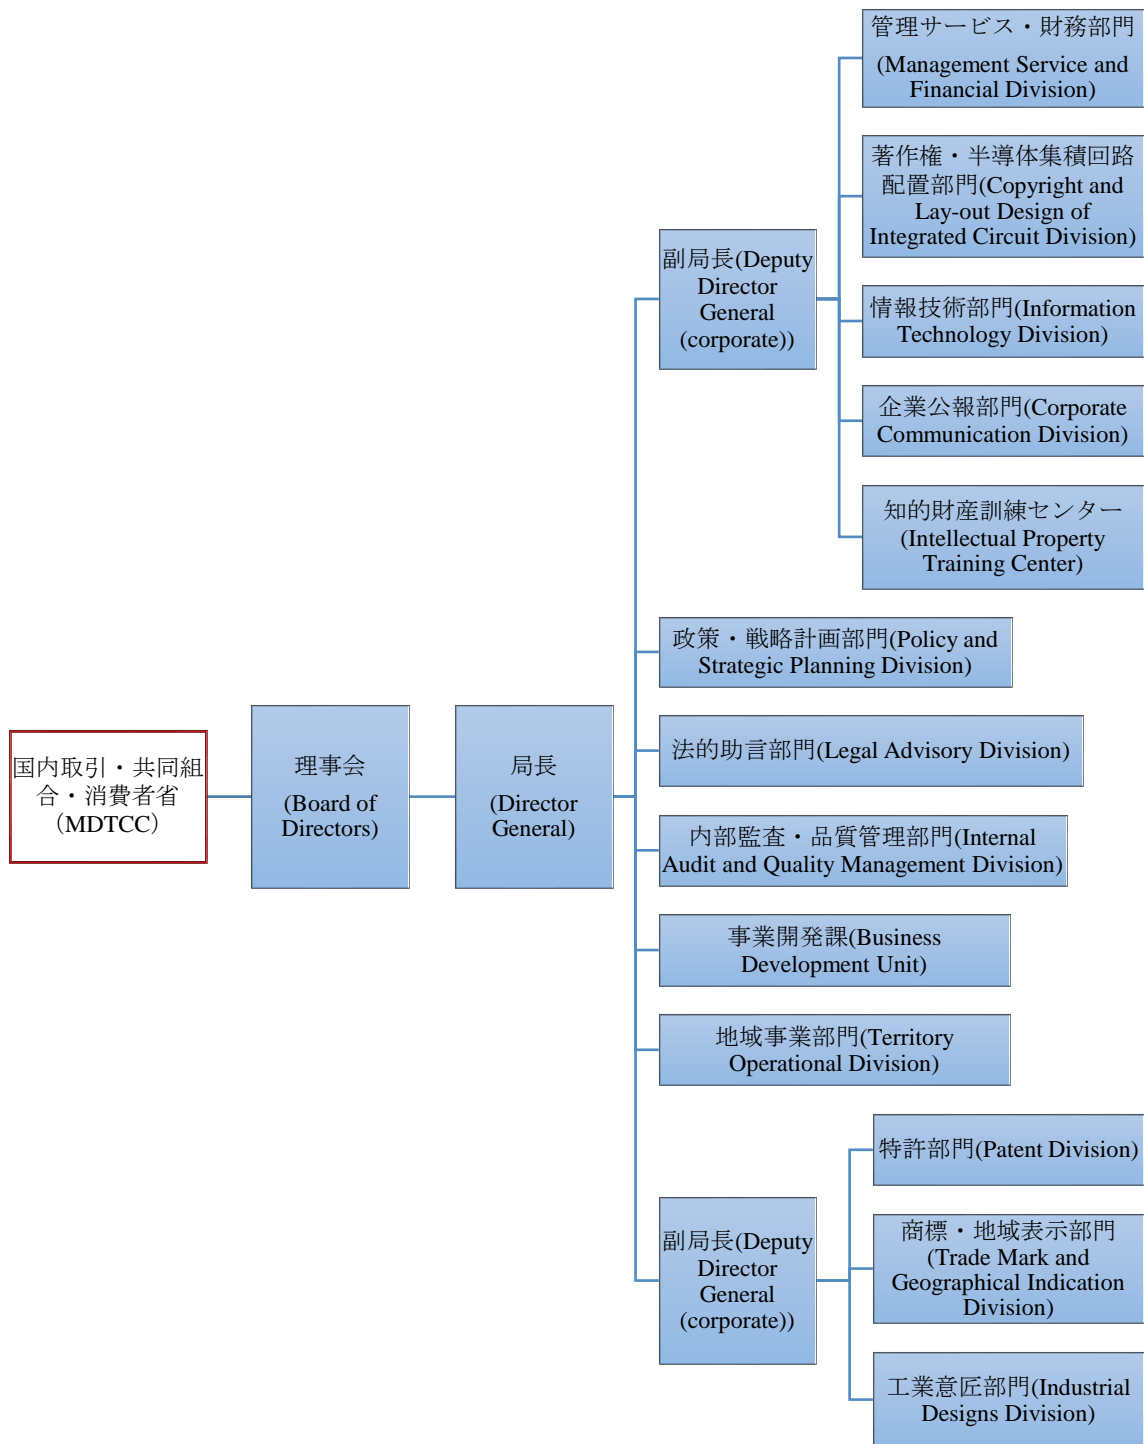 国内取引・共同組
合・消費者省
（MDTCC）
理事会
(Board of
Directors)
局長
(Director
General)
副局長(Deputy
Director
General
(corporate))
管理サービス・財務部門
(Management Service and
Financial Division)
著作権・半導体集積回路
配置部門(Copyright and
Lay-out Design of
Integrated Circuit Division)
情報技術部門(Information
Technology Division)
企業公報部門(Corporate
Communication Division)
知的財産訓練センター
(Intellectual Property
Training Center)
政策・戦略計画部門(Policy and
Strategic Planning Division)
法的助言部門(Legal Advisory Division)
内部監査・品質管理部門(Internal
Audit and Quality Management Division)
事業開発課(Business
Development Unit)
地域事業部門(Territory
Operational Division)
副局長(Deputy
Director
General
(corporate))
特許部門(Patent Division)
商標・地域表示部門
(Trade Mark and
Geographical Indication
Division)
工業意匠部門(Industrial
Designs Division)